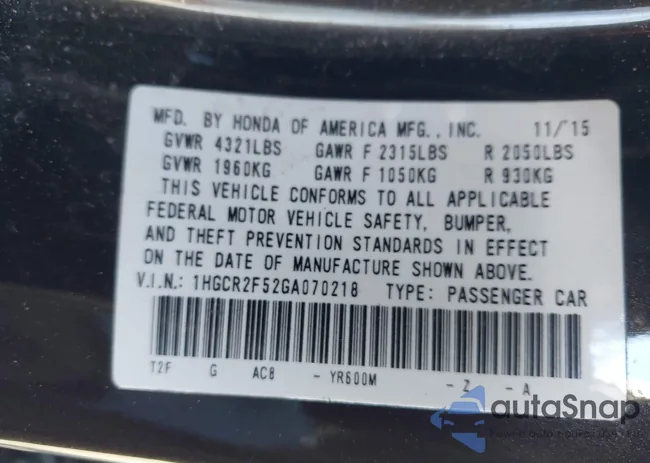 MFD. BY HONDA OF AMERICA MFG., INC. 11/15
GVWR 4321LBS GAWR F 2315LBS R 2050LBS
GVWR 1960KG GAWR F 1050KG R 930KG
THIS VEHICLE CONFORMS TO ALL APPLICABLE
FEDERAL MOTOR VEHICLE SAFETY, BUMPER,
AND THEFT PREVENTION STANDARDS IN EFFECT
ON THE DATE OF MANUFACTURE SHOWN ABOVE.
V.I.N.: 1HGCR2F52GA070218 TYPE: PASSENGER CAR
T2F G AC8 - YR600M - Z - A
autaSnap